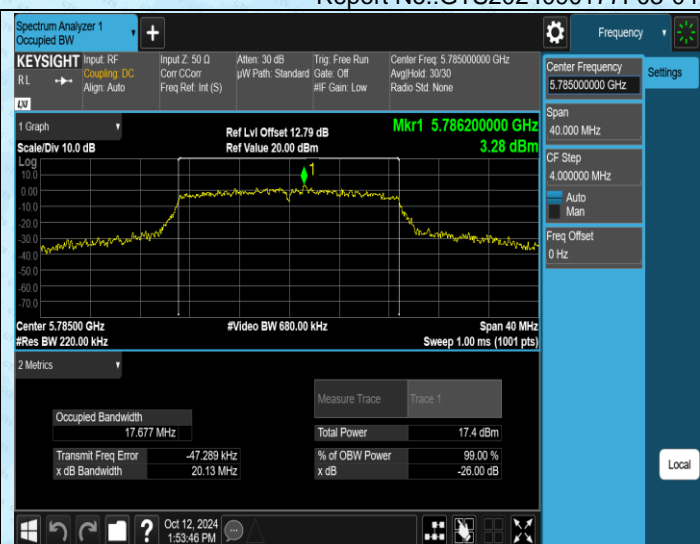 Spectrum Analyzer 1
Occupied BW
Frequency
KEYSIGHT
Input: RF
Coupling: DC
Align: Auto
Input Z: 50 Ω
Corr CCorr
Freq Ref: Int (S)
Atten: 30 dB
µW Path: Standard
Trig: Free Run
Gate: Off
#IF Gain: Low
Center Freq: 5.785000000 GHz
Avg|Hold: 30/30
Radio Std: None
RL
LXI
1 Graph
Scale/Div 10.0 dB
Ref Lvl Offset 12.79 dB
Ref Value 20.00 dBm
Mkr1 5.786200000 GHz
3.28 dBm
Log
10.0
0.00
-10.0
-20.0
-30.0
-40.0
-50.0
-60.0
-70.0
1
Center 5.78500 GHz
#Res BW 220.00 kHz
#Video BW 680.00 kHz
Span 40 MHz
Sweep 1.00 ms (1001 pts)
2 Metrics
Measure Trace Trace 1
Occupied Bandwidth
17.677 MHz
Total Power 17.4 dBm
Transmit Freq Error -47.289 kHz
% of OBW Power 99.00 %
x dB Bandwidth 20.13 MHz
x dB -26.00 dB
Oct 12, 2024
1:53:46 PM
Center Frequency
5.785000000 GHz
Settings
Span
40.000 MHz
CF Step
4.000000 MHz
Auto
Man
Freq Offset
0 Hz
Local